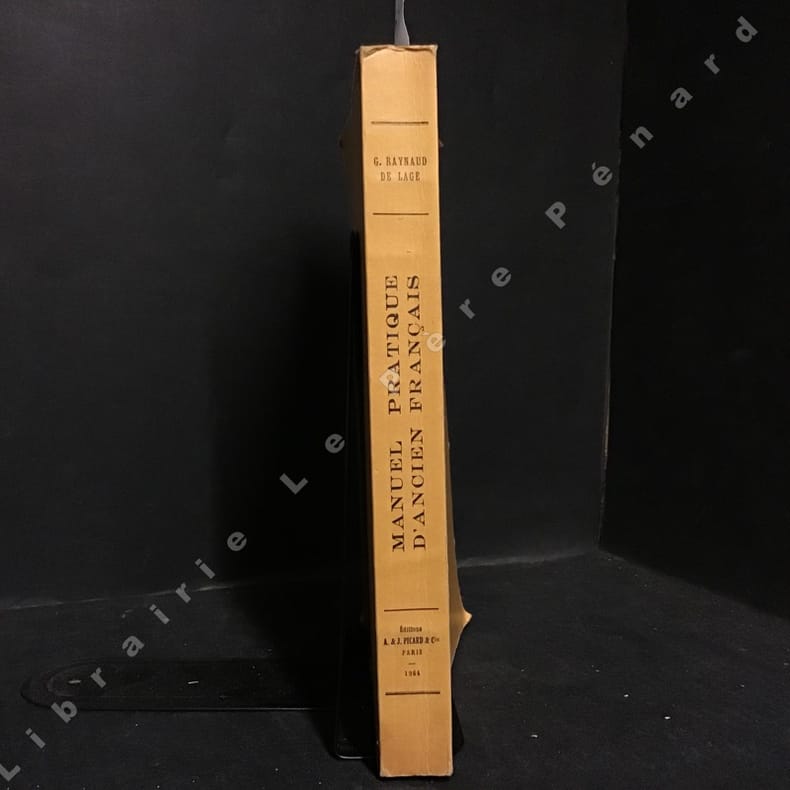 G. RAYNAUD
DE LAGE
MANUEL PRATIQUE
D'ANCIEN FRANÇAIS
Éditions
A. & J. PICARD & Cie
PARIS
1964
Librairie Le Père Pénard